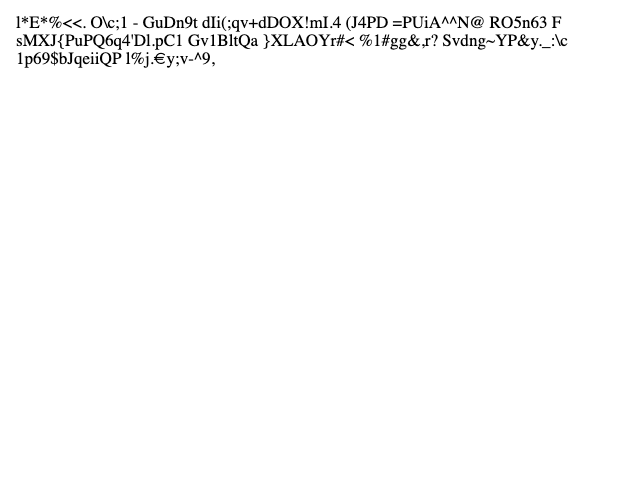 l*E*%<<. O\c;1 - GuDn9t dIi(;qv+dDOX!mI.4 (J4PD =PUiA^^N@ RO5n63 F
sMXJ{PuPQ6q4'Dl.pC1 Gv1BltQa }XLAOYr#< %1#gg&,r? Svdng~YP&y._:\c
1p69$bJqeiiQP l%j.€y;v-^9,